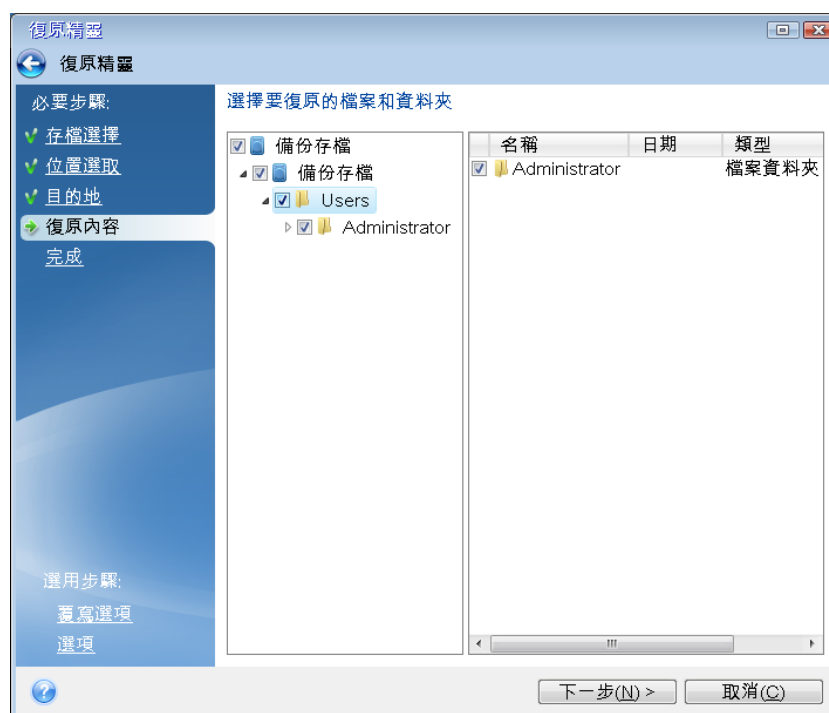 復原精靈
復原精靈
必要步驟:
存檔選擇
位置選取
目的地
復原內容
完成
選用步驟:
覆寫選項
選項
選擇要復原的檔案和資料夾
備份存檔
備份存檔
Users
Administrator
名稱 日期 類型
Administrator 檔案資料夾
下一步(N) > 取消(C)